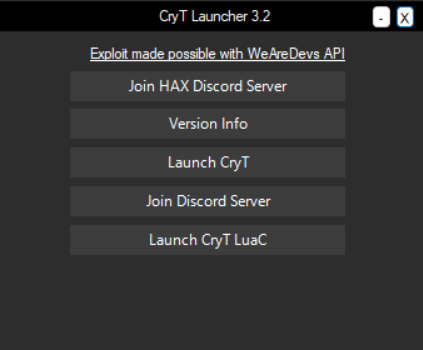 CryT Launcher 3.2
- X
Exploit made possible with WeAreDevs API
Join HAX Discord Server
Version Info
Launch CryT
Join Discord Server
Launch CryT LuaC